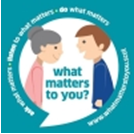 ask what matters • listen to what matters • do what matters
what
matters
to you?